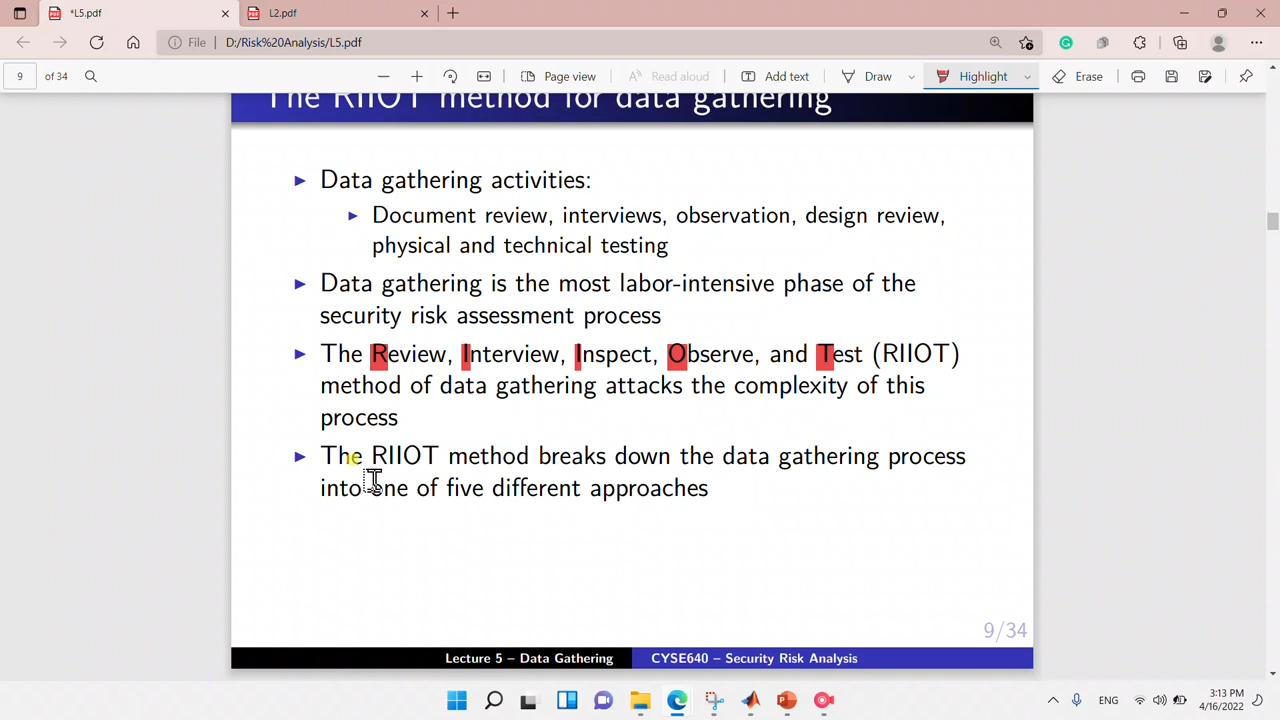 *L5.pdf
L2.pdf
File
D:/Risk%20Analysis/L5.pdf
9
of 34
Page view
Read aloud
Add text
Draw
Highlight
Erase
The RIIOT method for data gathering
Data gathering activities:
Document review, interviews, observation, design review,
physical and technical testing
Data gathering is the most labor-intensive phase of the
security risk assessment process
The Review, Interview, Inspect, Observe, and Test (RIIOT)
method of data gathering attacks the complexity of this
process
The RIIOT method breaks down the data gathering process
into one of five different approaches
9/34
Lecture 5 – Data Gathering
CYSE640 – Security Risk Analysis
ENG
3:13 PM
4/16/2022